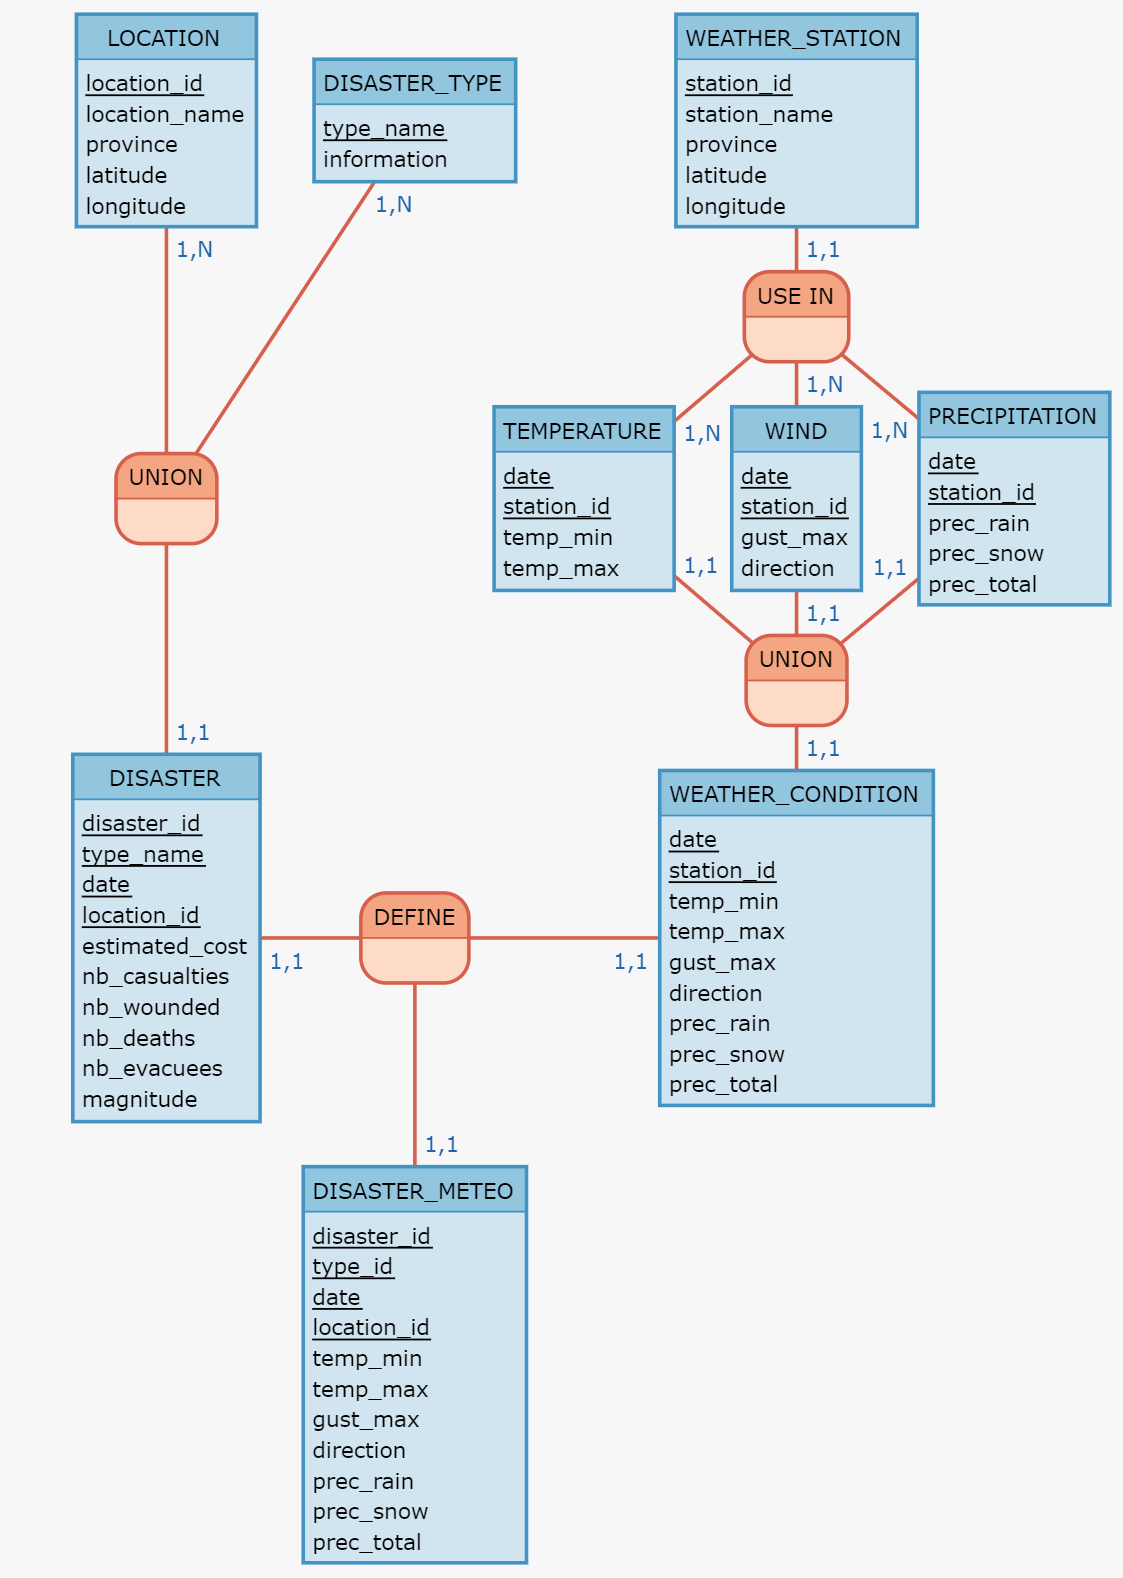 LOCATION
location_id
location_name
province
latitude
longitude
1,N
DISASTER_TYPE
type_name
information
1,N
WEATHER_STATION
station_id
station_name
province
latitude
longitude
1,1
USE IN
1,N
1,N
1,N
TEMPERATURE
date
station_id
temp_min
temp_max
1,1
WIND
date
station_id
gust_max
direction
1,1
PRECIPITATION
date
station_id
prec_rain
prec_snow
prec_total
1,1
UNION
1,1
UNION
1,1
DISASTER
disaster_id
type_name
date
location_id
estimated_cost
nb_casualties
nb_wounded
nb_deaths
nb_evacuees
magnitude
1,1
DEFINE
1,1
WEATHER_CONDITION
date
station_id
temp_min
temp_max
gust_max
direction
prec_rain
prec_snow
prec_total
1,1
DISASTER_METEO
disaster_id
type_id
date
location_id
temp_min
temp_max
gust_max
direction
prec_rain
prec_snow
prec_total